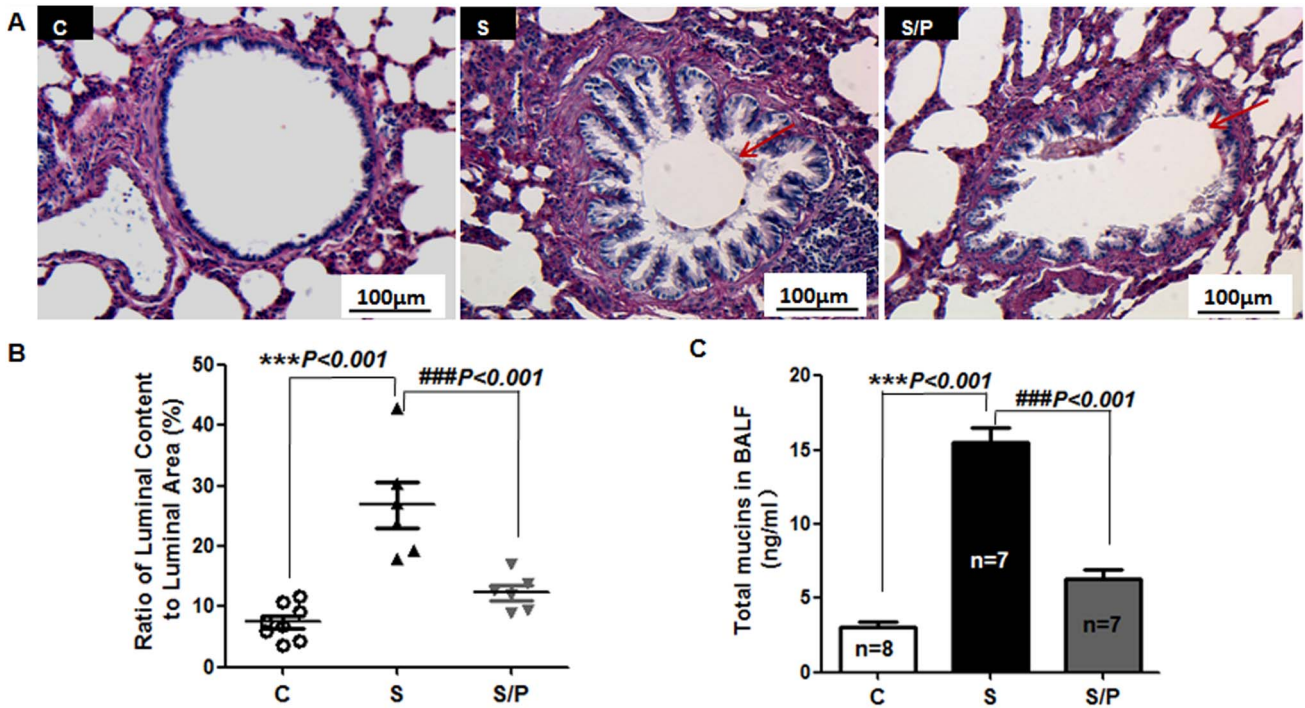 A
C
S
S/P
100μm
100μm
100μm
B
***P<0.001
###P<0.001
Ratio of Luminal Content
to Luminal Area (%)
50
40
30
20
10
0
C
S
S/P
C
***P<0.001
###P<0.001
Total mucins in BALF
(ng/ml)
20
15
10
5
0
n=8
n=7
n=7
C
S
S/P